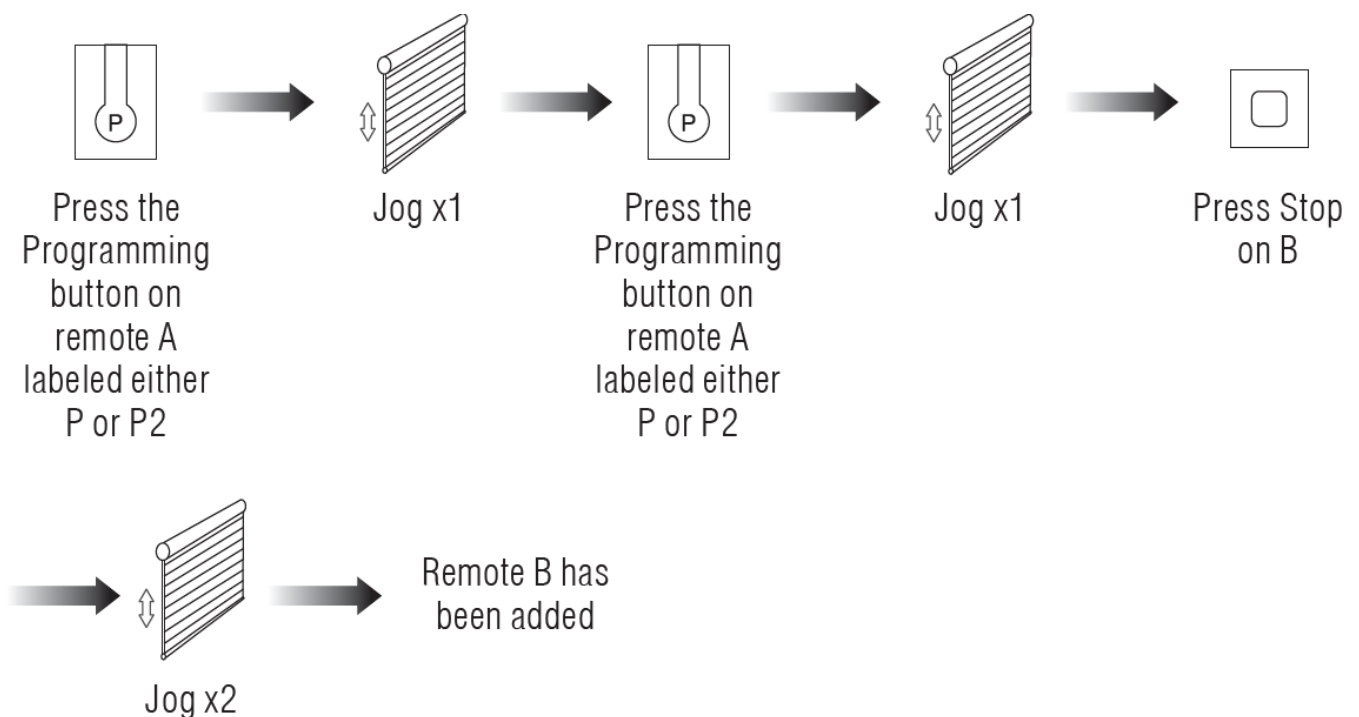 P
Press the
Programming
button on
remote A
labeled either
P or P2
Jog x1
P
Press the
Programming
button on
remote A
labeled either
P or P2
Jog x1
Press Stop
on B
Jog x2
Remote B has
been added